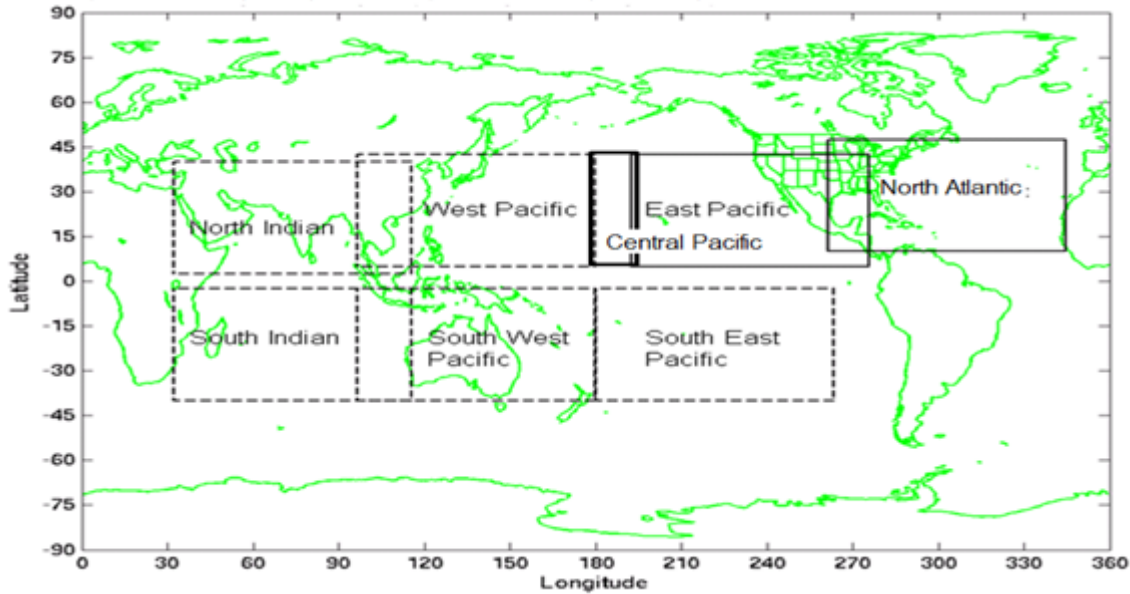 90
75
60
45
30
15
0
-15
-30
-45
-60
-75
-90
Latitude
North Indian
West Pacific
East Pacific
Central Pacific
North Atlantic
South Indian
South West
Pacific
South East
Pacific
0 30 60 90 120 150 180 210 240 270 300 330 360
Longitude